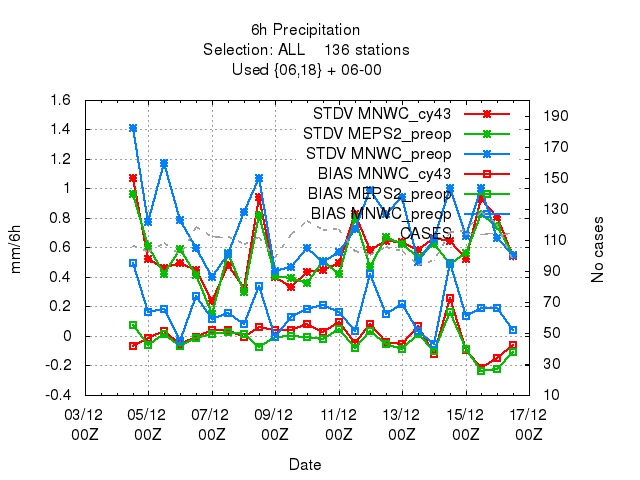 6h Precipitation
Selection: ALL    136 stations
Used {06,18} + 06-00
mm/6h
1.6
1.4
1.2
1
0.8
0.6
0.4
0.2
0
-0.2
-0.4
STDV MNWC_cy43
STDV MEPS2_preop
STDV MNWC_preop
BIAS MNWC_cy43
BIAS MEPS2_preop
BIAS MNWC_preop
CASES
190
170
150
130
110
90
70
50
30
10
No cases
03/12 05/12 07/12 09/12 11/12 13/12 15/12 17/12
00Z 00Z 00Z 00Z 00Z 00Z 00Z 00Z
Date